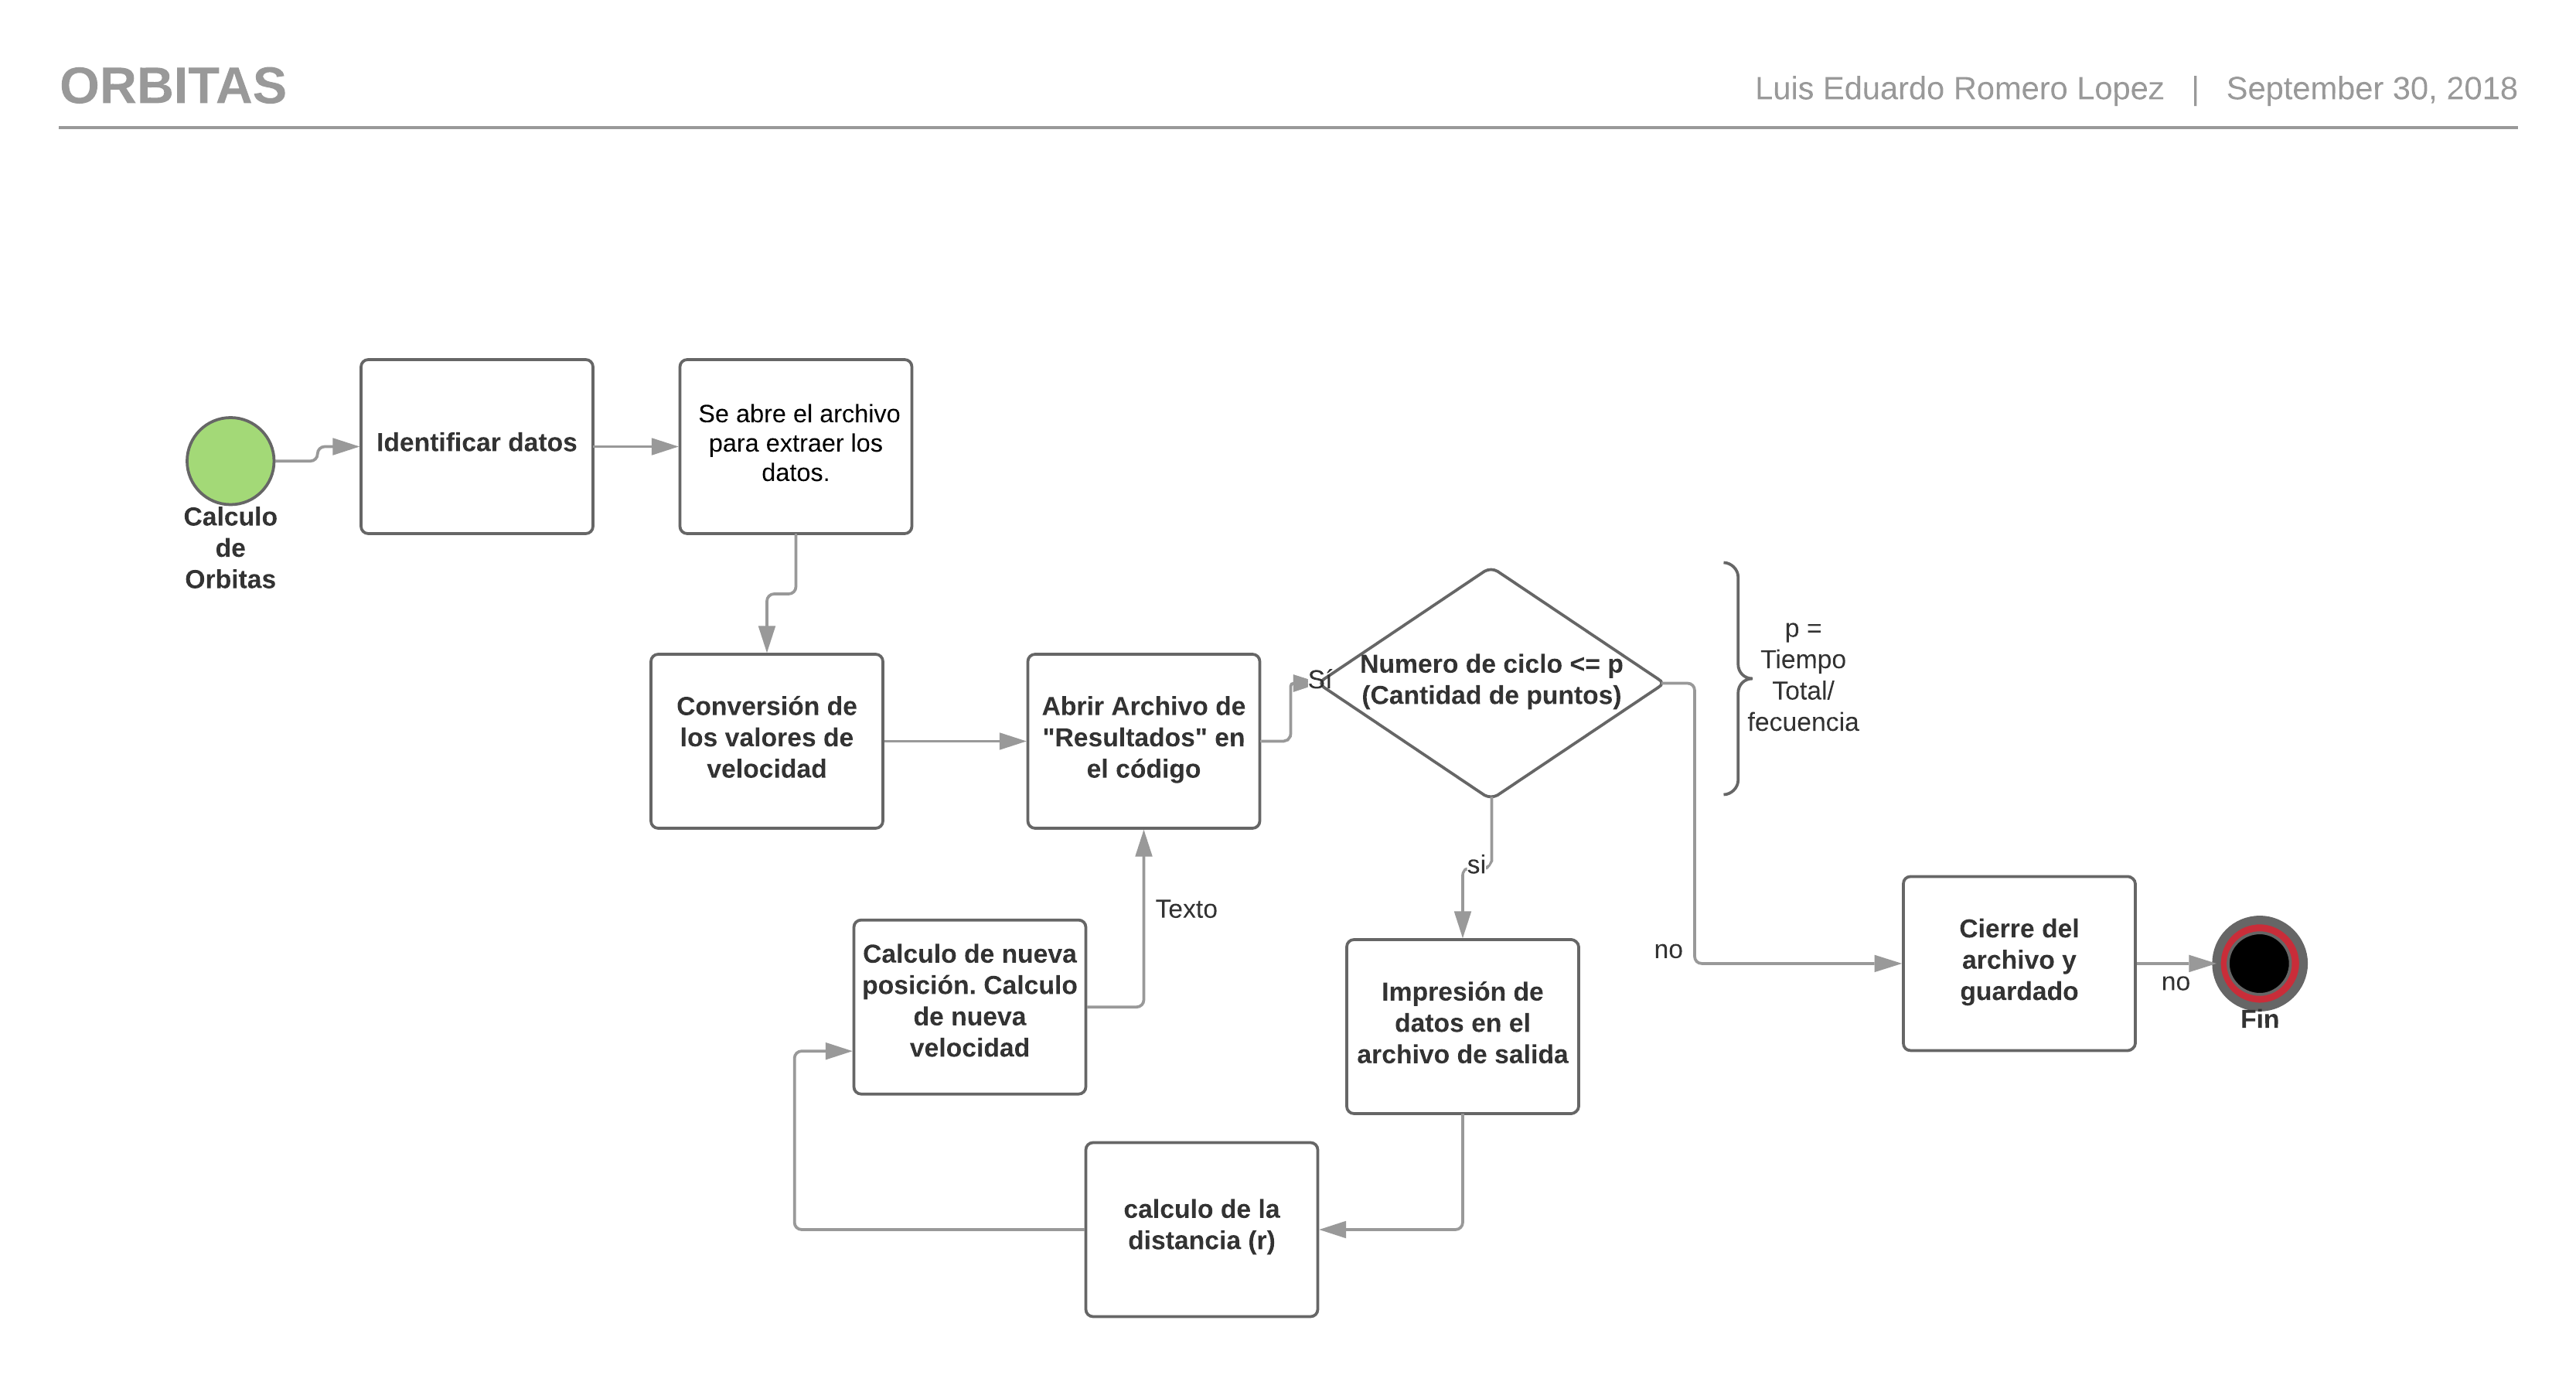 ORBITAS
Luis Eduardo Romero Lopez | September 30, 2018
Calculo
de
Orbitas
Identificar datos
Se abre el archivo
para extraer los
datos.
Conversión de
los valores de
velocidad
Abrir Archivo de
"Resultados" en
el código
Sí
Numero de ciclo <= p
(Cantidad de puntos)
p =
Tiempo
Total/
fecuencia
si
no
Texto
Impresión de
datos en el
archivo de salida
calculo de la
distancia (r)
Calculo de nueva
posición. Calculo
de nueva
velocidad
Cierre del
archivo y
guardado
no
Fin